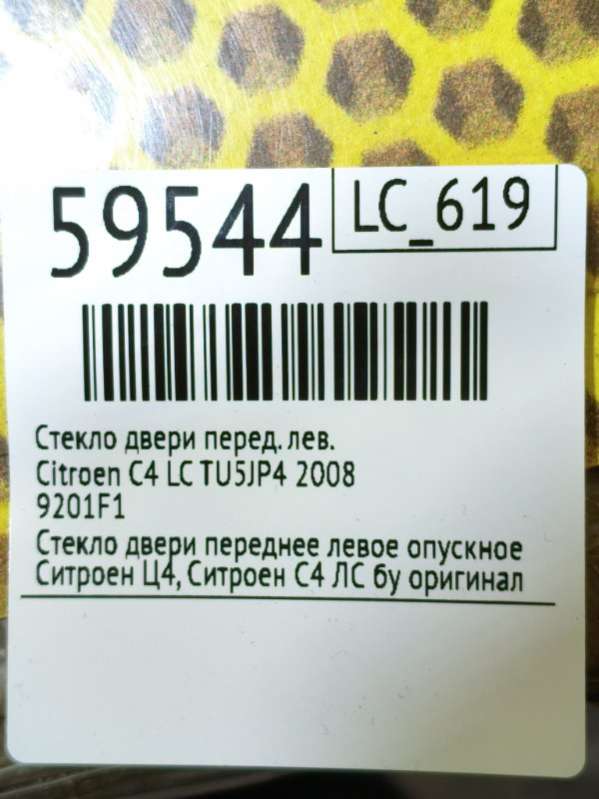 59544
LC_619
Стекло двери перед. лев.
Citroen C4 LC TU5JP4 2008
9201F1
Стекло двери переднее левое опускное
Ситроен Ц4, Ситроен С4 ЛС бу оригинал